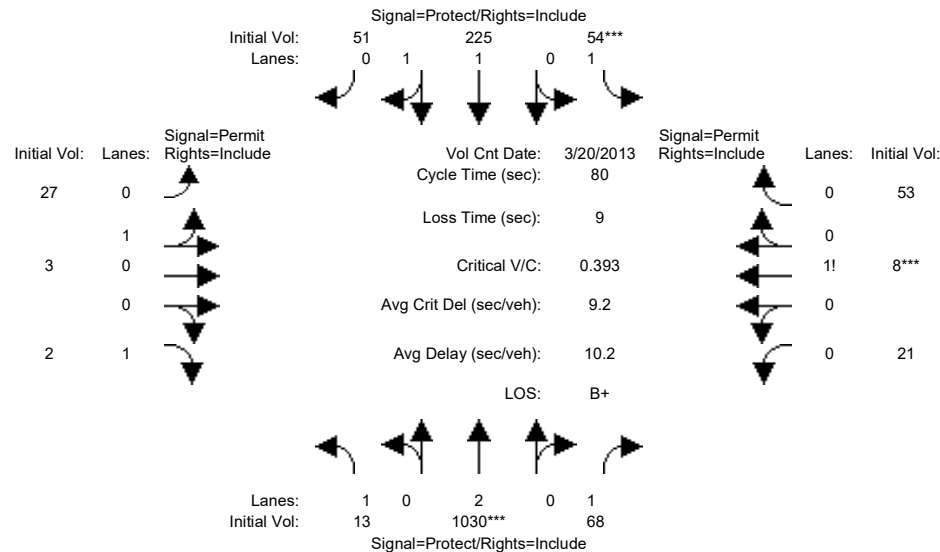 Signal=Protect/Rights=Include
Initial Vol: 51 225 54***
Lanes: 0 1 1 0 1
Signal=Permit
Initial Vol: Lanes: Rights=Include
Vol Cnt Date: 3/20/2013
Signal=Permit
Rights=Include Lanes: Initial Vol:
Cycle Time (sec): 80
27 0
0 53
Loss Time (sec): 9
1
0
3 0
Critical V/C: 0.393
1! 8***
0
Avg Crit Del (sec/veh): 9.2
0
2 1
Avg Delay (sec/veh): 10.2
0 21
LOS: B+
Lanes: 1 0 2 0 1
Initial Vol: 13 1030*** 68
Signal=Protect/Rights=Include